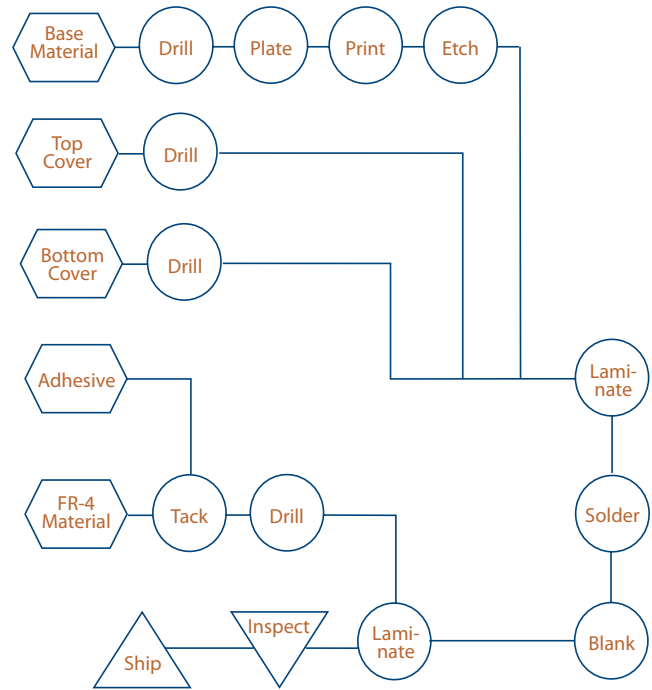 Base
Material
Drill
Plate
Print
Etch
Top
Cover
Drill
Bottom
Cover
Drill
Adhesive
Lami-
nate
FR-4
Material
Tack
Drill
Solder
Ship
Inspect
Lami-
nate
Blank